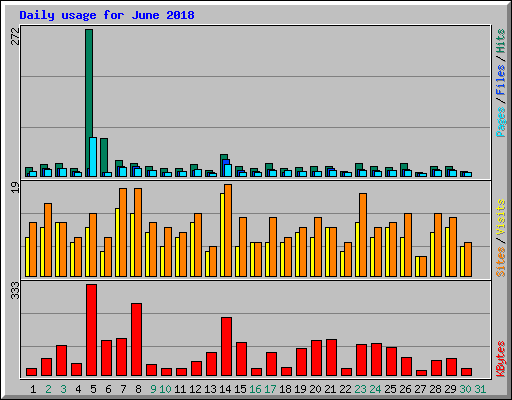 Daily usage for June 2018
272
Pages / Files / Hits
19
Sites / Visits
333
KBytes
1 2 3 4 5 6 7 8 9 10 11 12 13 14 15 16 17 18 19 20 21 22 23 24 25 26 27 28 29 30 31